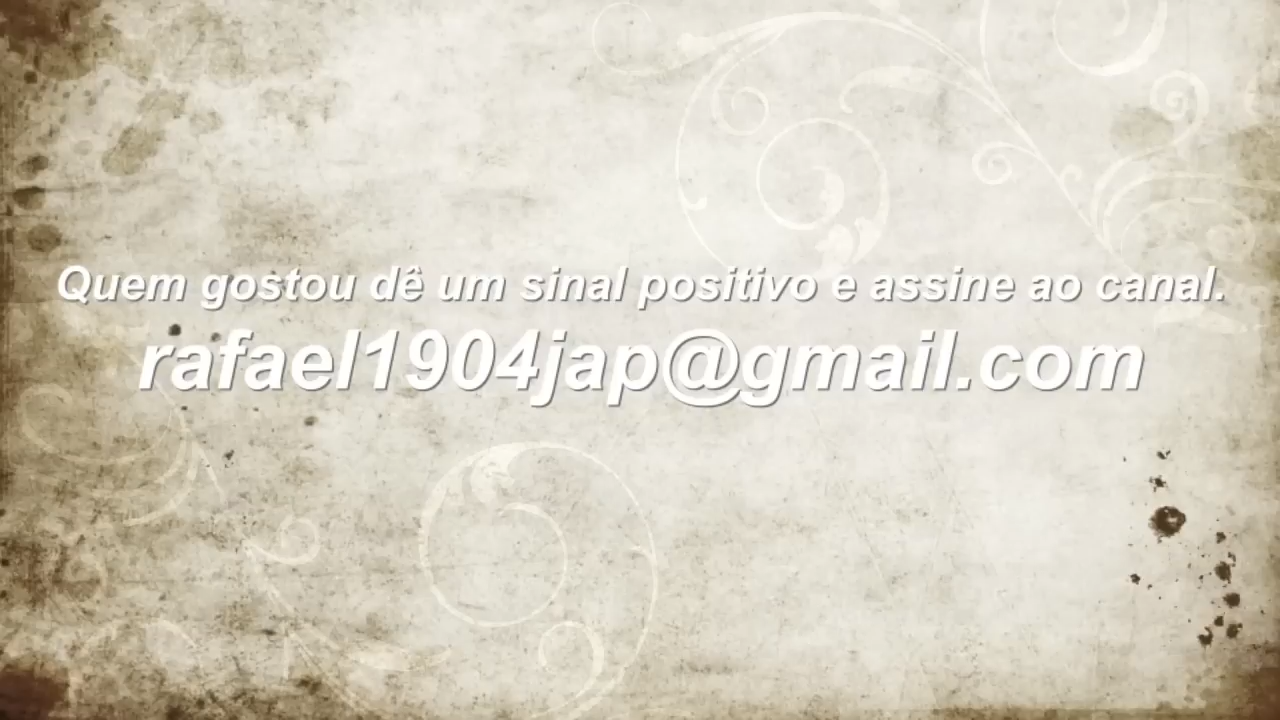 Quem gostou dê um sinal positivo e assine ao canal.
rafael1904jap@gmail.com